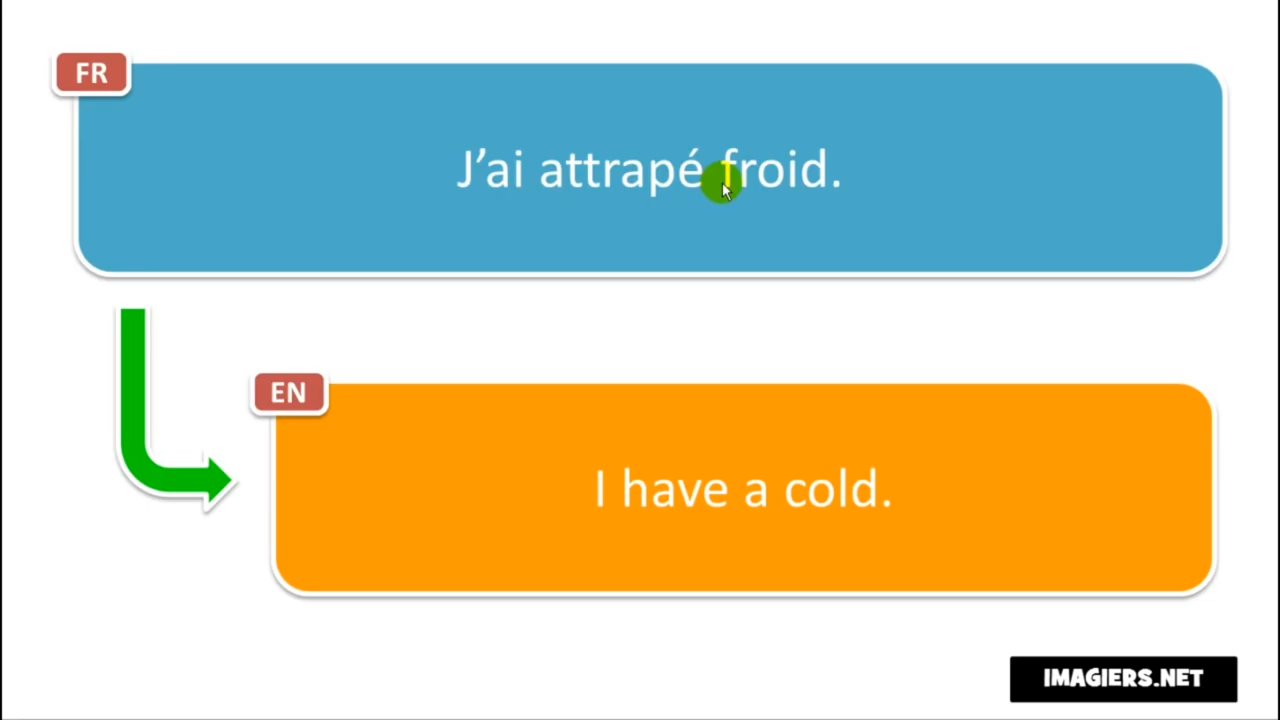 FR
J’ai attrapé froid.
EN
I have a cold.
IMAGIERS.NET